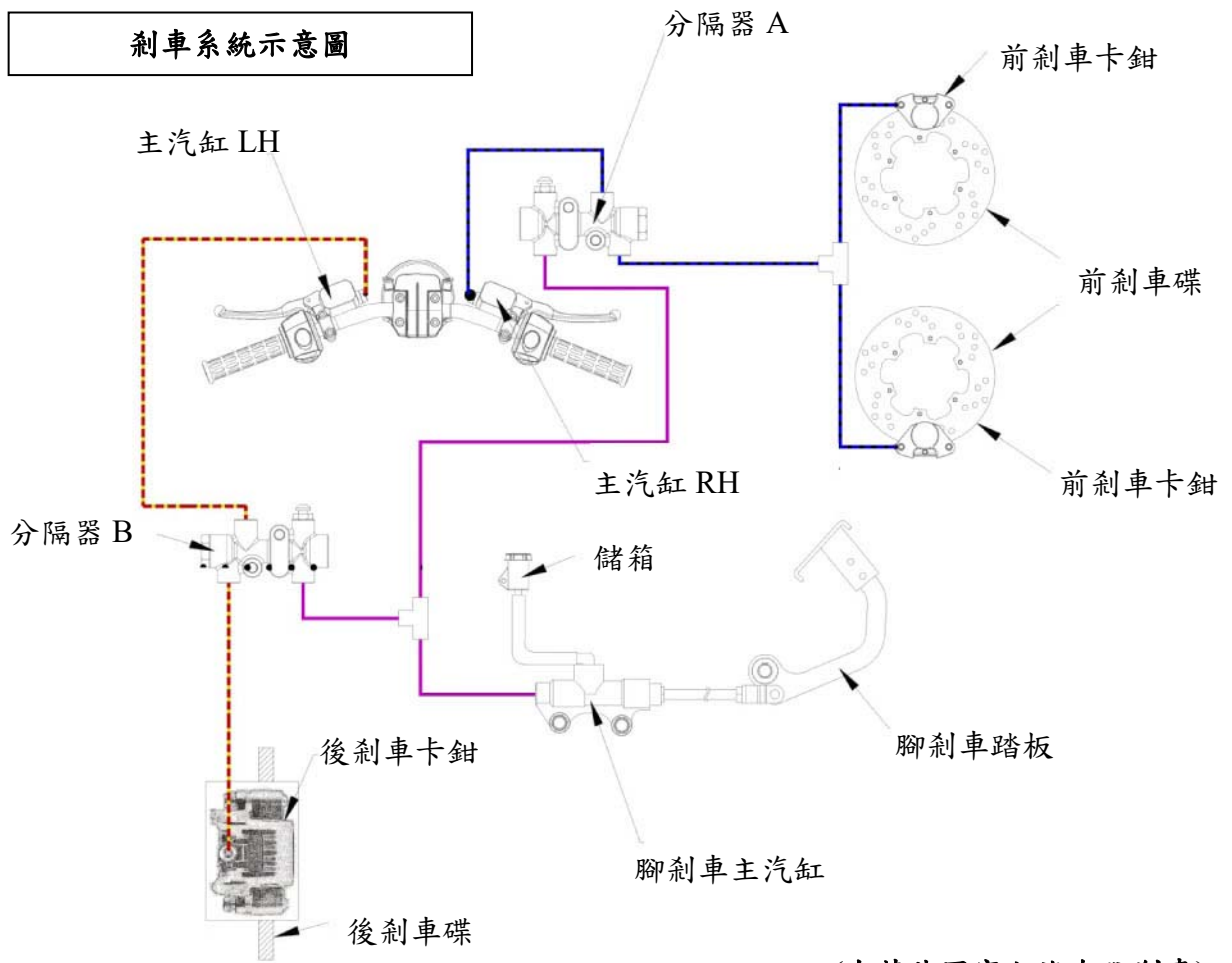 剎車系統示意圖
分隔器 A
前剎車卡鉗
主汽缸 LH
前剎車碟
主汽缸 RH
前剎車卡鉗
分隔器 B
儲箱
後剎車卡鉗
腳剎車踏板
腳剎車主汽缸
後剎車碟